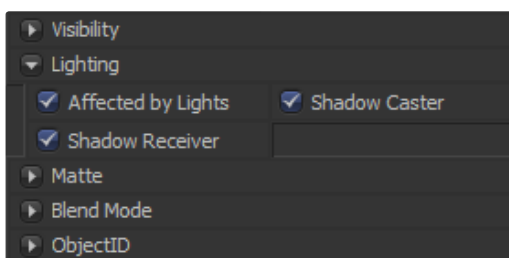 Visibility
Lighting
Affected by Lights Shadow Caster
Shadow Receiver
Matte
Blend Mode
ObjectID